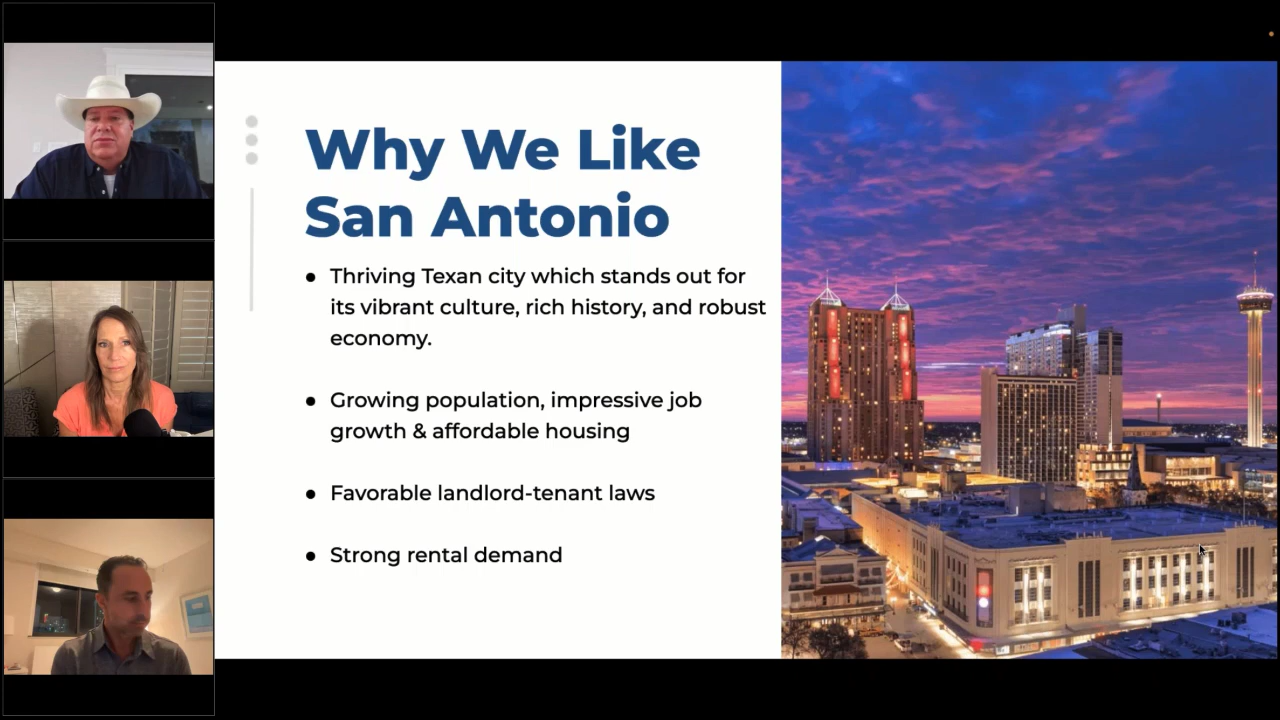 Why We Like
San Antonio
● Thriving Texan city which stands out for
its vibrant culture, rich history, and robust
economy.
● Growing population, impressive job
growth & affordable housing
● Favorable landlord-tenant laws
● Strong rental demand